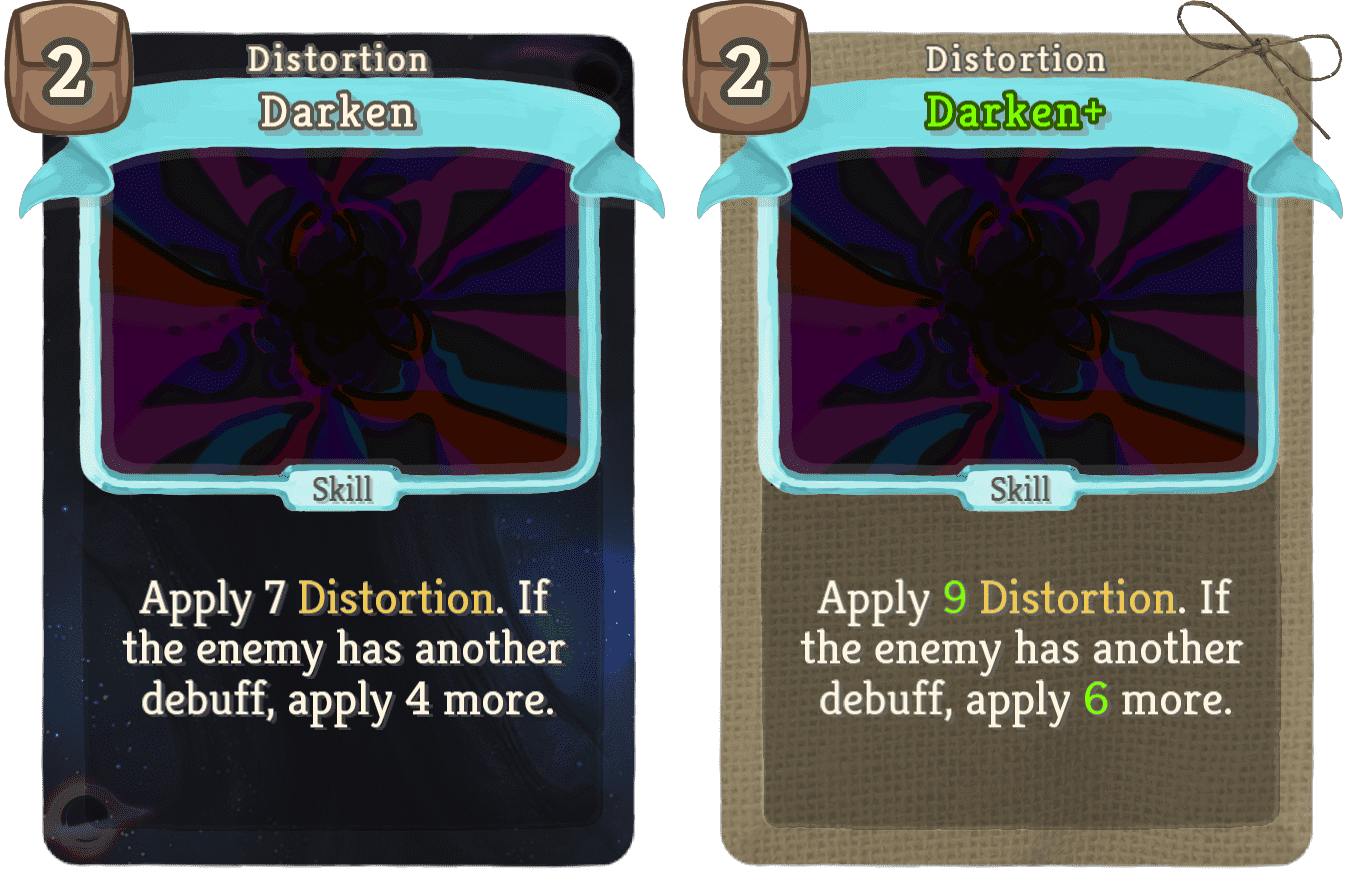 2
Distortion
Darken
Skill
Apply 7 Distortion. If
the enemy has another
debuff, apply 4 more.
2
Distortion
Darken+
Skill
Apply 9 Distortion. If
the enemy has another
debuff, apply 6 more.